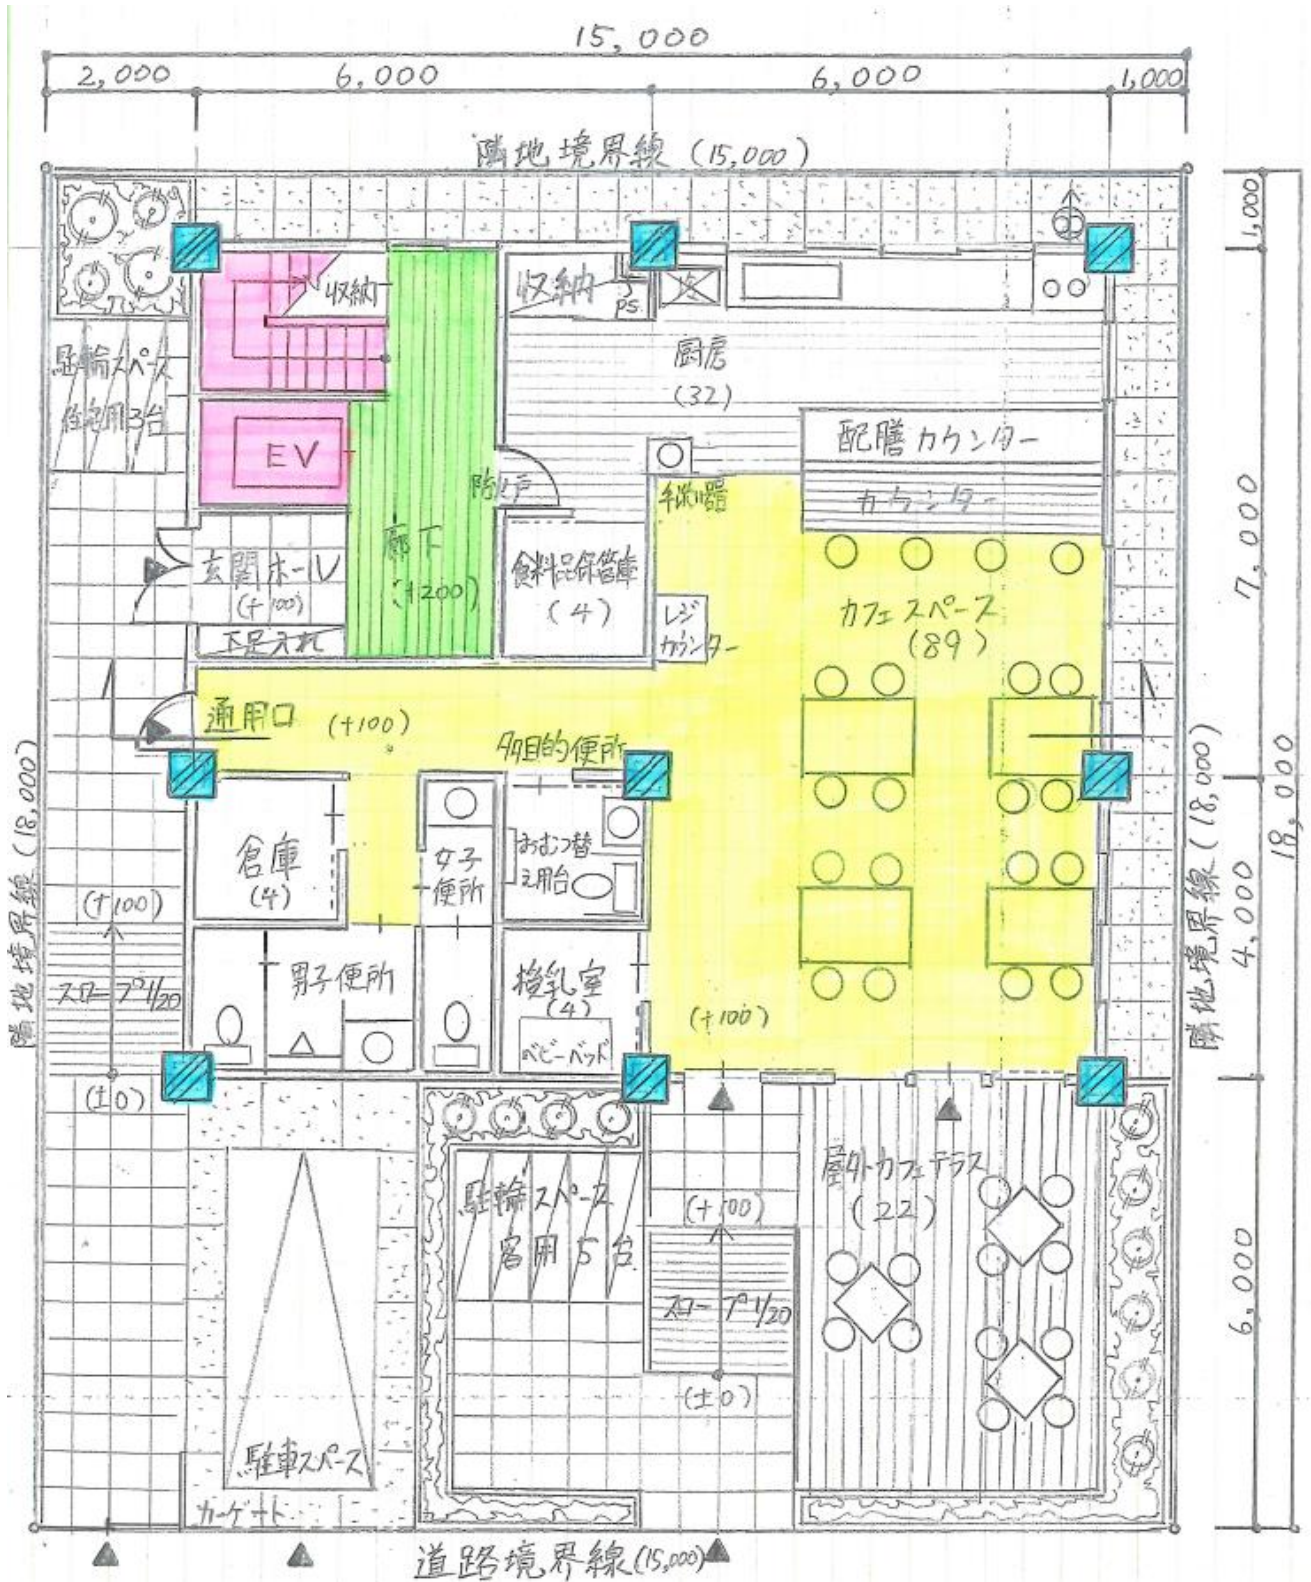 15,000
2,000
6,000
6,000
1,000
隣地境界線 (15,000)
1,000
収納
収納
PS
駐輪スペース
住宅用3台
厨房
(32)
EV
配膳カウンター
防火戸
手洗い器
カウンター
7,000
玄関ホール
(+100)
廊下
(+200)
食料品保管庫
(4)
レジ
カウンター
カフェスペース
(89)
下足入れ
通用口
(+100)
多目的便所
隣地境界線 (18,000)
隣地境界線 (18,000)
18,000
倉庫
(4)
女子
便所
おむつ替
え用台
(+100)
4,000
スロープ1/20
男子便所
授乳室
(4)
ベビーベッド
(+100)
(±0)
駐輪スペース
客用5台
(+100)
屋外カフェテラス
(22)
6,000
スロープ1/20
(±0)
駐車スペース
カーゲート
道路境界線(15,000)